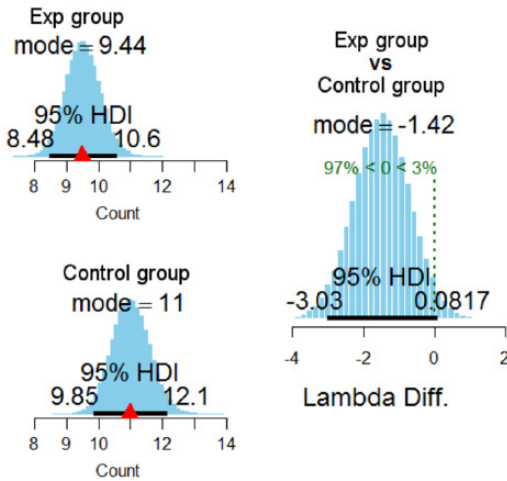 Exp group
mode = 9.44
95% HDI
8.48 10.6
8 9 10 11 12 14
Count
Control group
mode = 11
95% HDI
9.85 12.1
8 9 10 11 12 14
Count
Exp group
vs
Control group
mode = -1.42
97% < 0 < 3%
95% HDI
-3.03 0.0817
-4 -2 0 2
Lambda Diff.